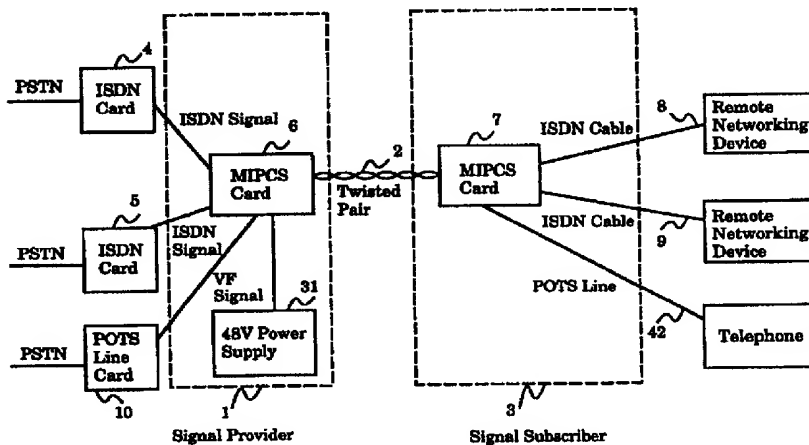 4
PSTN
ISDN
Card
ISDN Signal
6
MIPCS
Card
2
Twisted
Pair
7
MIPCS
Card
ISDN Cable
8
Remote
Networking
Device
5
PSTN
ISDN
Card
ISDN
Signal
VF
Signal
31
48V Power
Supply
ISDN Cable
9
Remote
Networking
Device
POTS Line
42
Telephone
PSTN
POTS
Line
Card
10
1
Signal Provider
3
Signal Subscriber